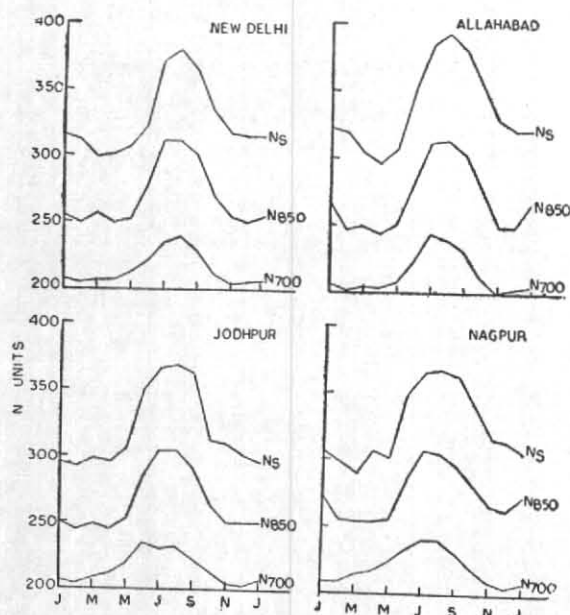 400
350
300
250
200
NEW DELHI
NS
N850
N700
ALLAHABAD
NS
N850
N700
N UNITS
400
350
300
250
200
JODHPUR
NS
N850
N700
J M M J S N J
NAGPUR
NS
N850
N700
J M M J S N J